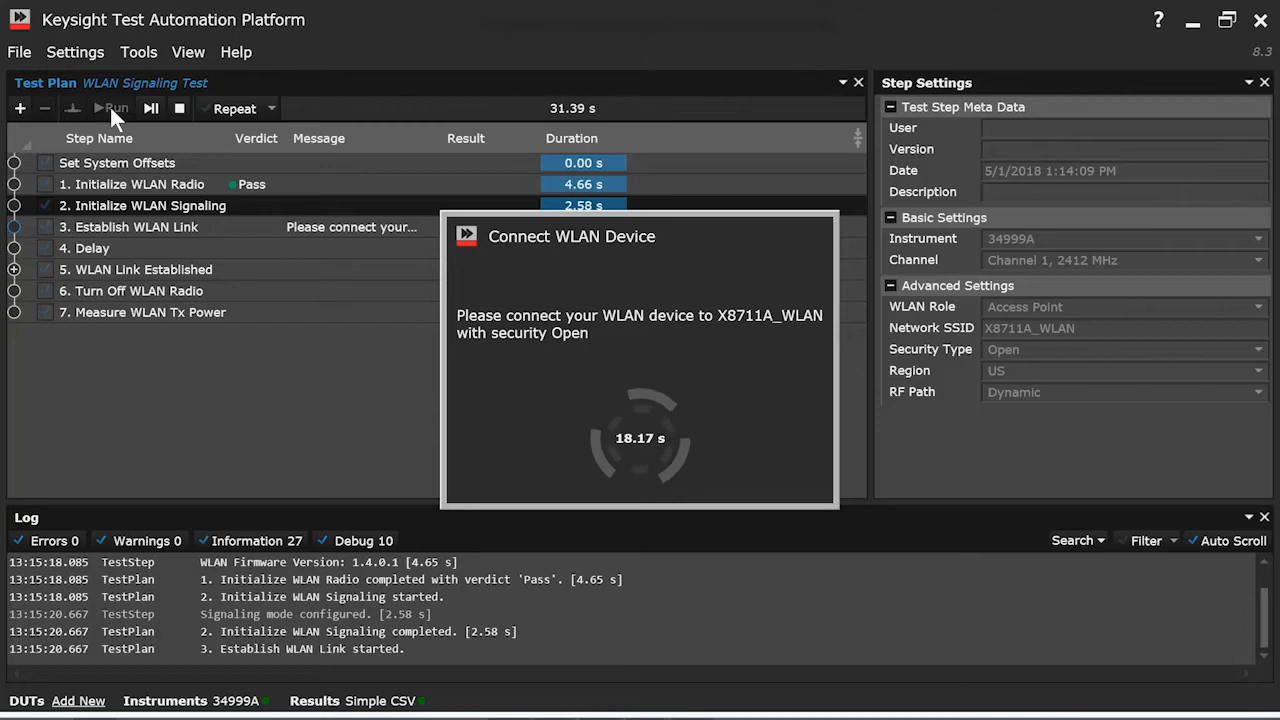 Keysight Test Automation Platform
?
File Settings Tools View Help
8.3
Test Plan WLAN Signaling Test
Run Repeat 31.39 s
Step Name Verdict Message Result Duration
Set System Offsets 0.00 s
1. Initialize WLAN Radio Pass 4.66 s
2. Initialize WLAN Signaling 2.58 s
3. Establish WLAN Link Please connect your...
4. Delay
5. WLAN Link Established
6. Turn Off WLAN Radio
7. Measure WLAN Tx Power
Connect WLAN Device
Please connect your WLAN device to X8711A_WLAN
with security Open
18.17 s
Step Settings
Test Step Meta Data
User
Version
Date 5/1/2018 1:14:09 PM
Description
Basic Settings
Instrument 34999A
Channel Channel 1, 2412 MHz
Advanced Settings
WLAN Role Access Point
Network SSID X8711A_WLAN
Security Type Open
Region US
RF Path Dynamic
Log
Errors 0 Warnings 0 Information 27 Debug 10 Search Filter Auto Scroll
13:15:18.085 TestStep WLAN Firmware Version: 1.4.0.1 [4.65 s]
13:15:18.085 TestPlan 1. Initialize WLAN Radio completed with verdict 'Pass'. [4.65 s]
13:15:18.085 TestPlan 2. Initialize WLAN Signaling started.
13:15:20.667 TestStep Signaling mode configured. [2.58 s]
13:15:20.667 TestPlan 2. Initialize WLAN Signaling completed. [2.58 s]
13:15:20.667 TestPlan 3. Establish WLAN Link started.
DUTs Add New Instruments 34999A Results Simple CSV